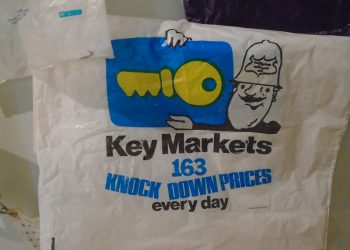 Key Markets
163
KNOCK DOWN PRICES
every day